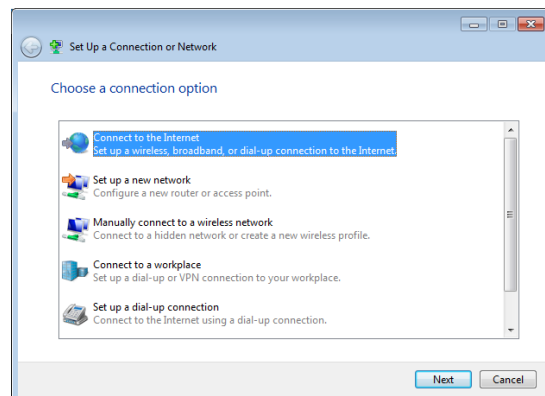 Set Up a Connection or Network
Choose a connection option
Connect to the Internet
Set up a wireless, broadband, or dial-up connection to the Internet.
Set up a new network
Configure a new router or access point.
Manually connect to a wireless network
Connect to a hidden network or create a new wireless profile.
Connect to a workplace
Set up a dial-up or VPN connection to your workplace.
Set up a dial-up connection
Connect to the Internet using a dial-up connection.
Next Cancel